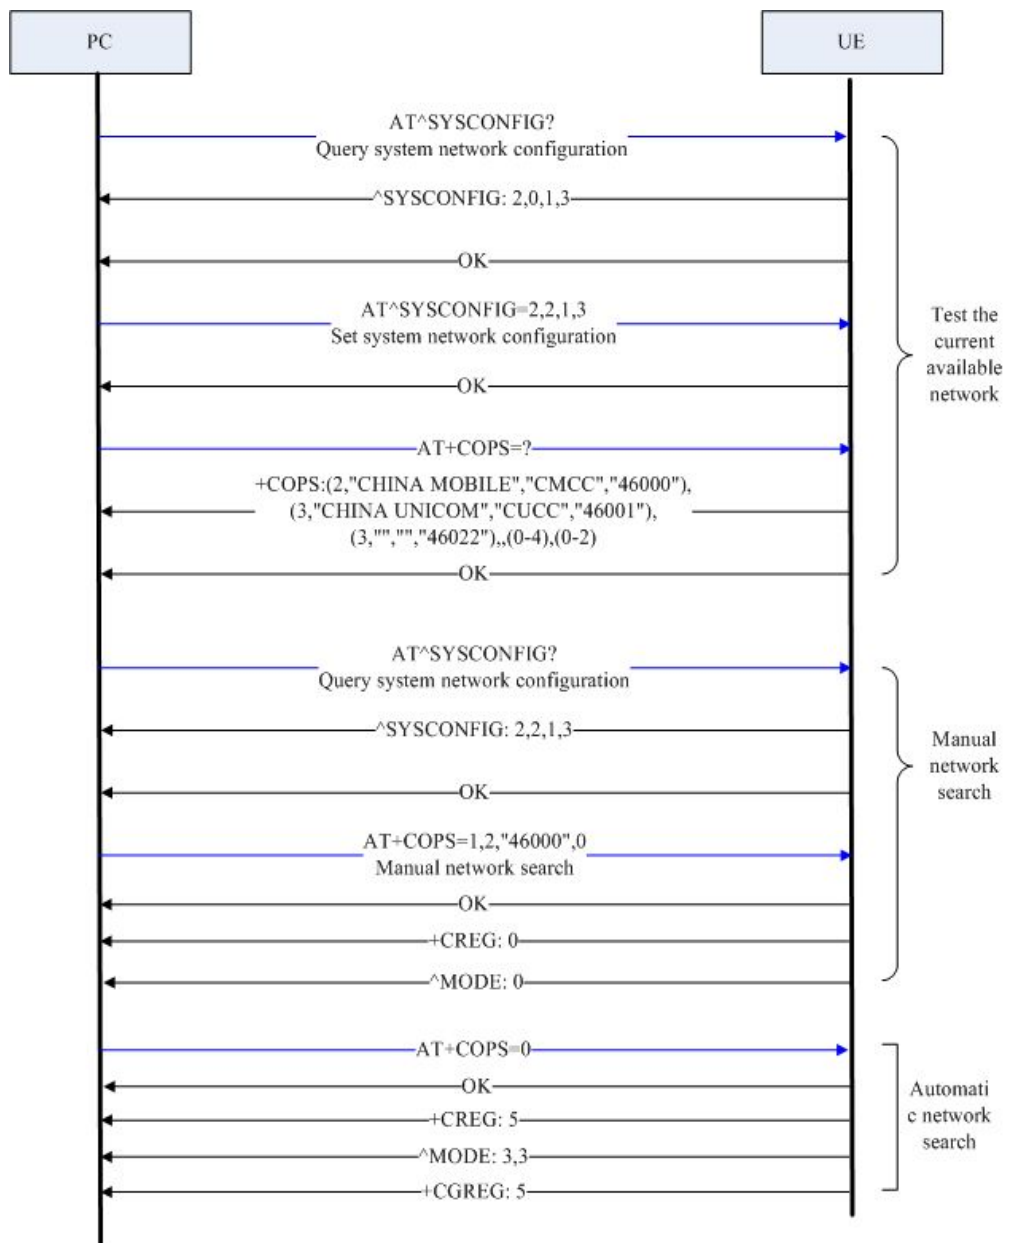 PC
UE
AT^SYSCONFIG?
Query system network configuration
^SYSCONFIG: 2,0,1,3
OK
AT^SYSCONFIG=2,2,1,3
Set system network configuration
OK
AT+COPS=?
+COPS:(2,"CHINA MOBILE","CMCC","46000"),
(3,"CHINA UNICOM","CUCC","46001"),
(3,"","","46022"),,(0-4),(0-2)
OK
Test the
current
available
network
AT^SYSCONFIG?
Query system network configuration
^SYSCONFIG: 2,2,1,3
OK
AT+COPS=1,2,"46000",0
Manual network search
OK
+CREG: 0
^MODE: 0
Manual
network
search
AT+COPS=0
OK
+CREG: 5
^MODE: 3,3
+CGREG: 5
Automati
c network
search